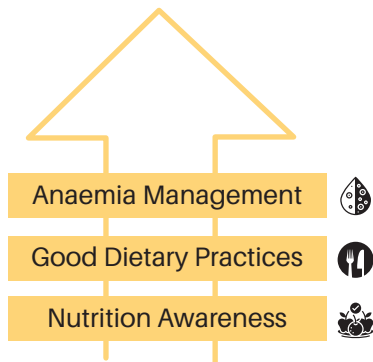 Anaemia Management
Good Dietary Practices
Nutrition Awareness